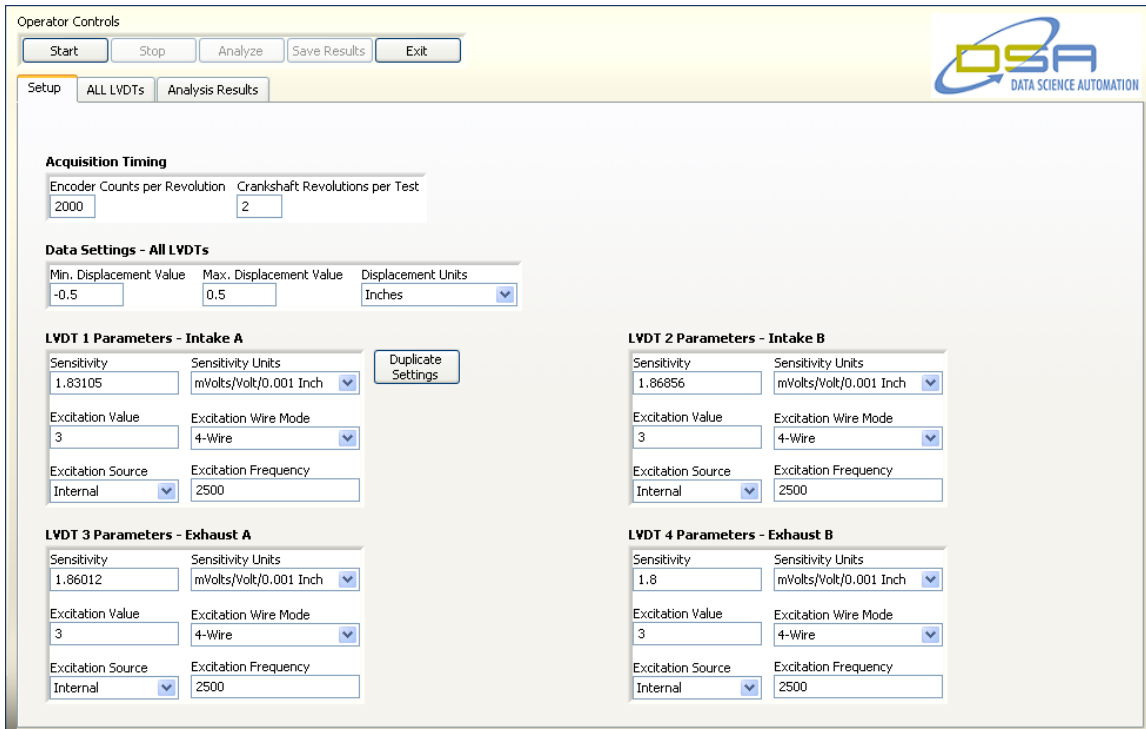 Operator Controls
Start Stop Analyze Save Results Exit
DSA
DATA SCIENCE AUTOMATION
Setup ALL LVDTs Analysis Results
Acquisition Timing
Encoder Counts per Revolution Crankshaft Revolutions per Test
2000 2
Data Settings - All LVDTs
Min. Displacement Value Max. Displacement Value Displacement Units
-0.5 0.5 Inches
LVDT 1 Parameters - Intake A
Sensitivity Sensitivity Units
1.83105 mVolts/Volt/0.001 Inch
Duplicate
Settings
Excitation Value Excitation Wire Mode
3 4-Wire
Excitation Source Excitation Frequency
Internal 2500
LVDT 2 Parameters - Intake B
Sensitivity Sensitivity Units
1.86856 mVolts/Volt/0.001 Inch
Excitation Value Excitation Wire Mode
3 4-Wire
Excitation Source Excitation Frequency
Internal 2500
LVDT 3 Parameters - Exhaust A
Sensitivity Sensitivity Units
1.86012 mVolts/Volt/0.001 Inch
Excitation Value Excitation Wire Mode
3 4-Wire
Excitation Source Excitation Frequency
Internal 2500
LVDT 4 Parameters - Exhaust B
Sensitivity Sensitivity Units
1.8 mVolts/Volt/0.001 Inch
Excitation Value Excitation Wire Mode
3 4-Wire
Excitation Source Excitation Frequency
Internal 2500